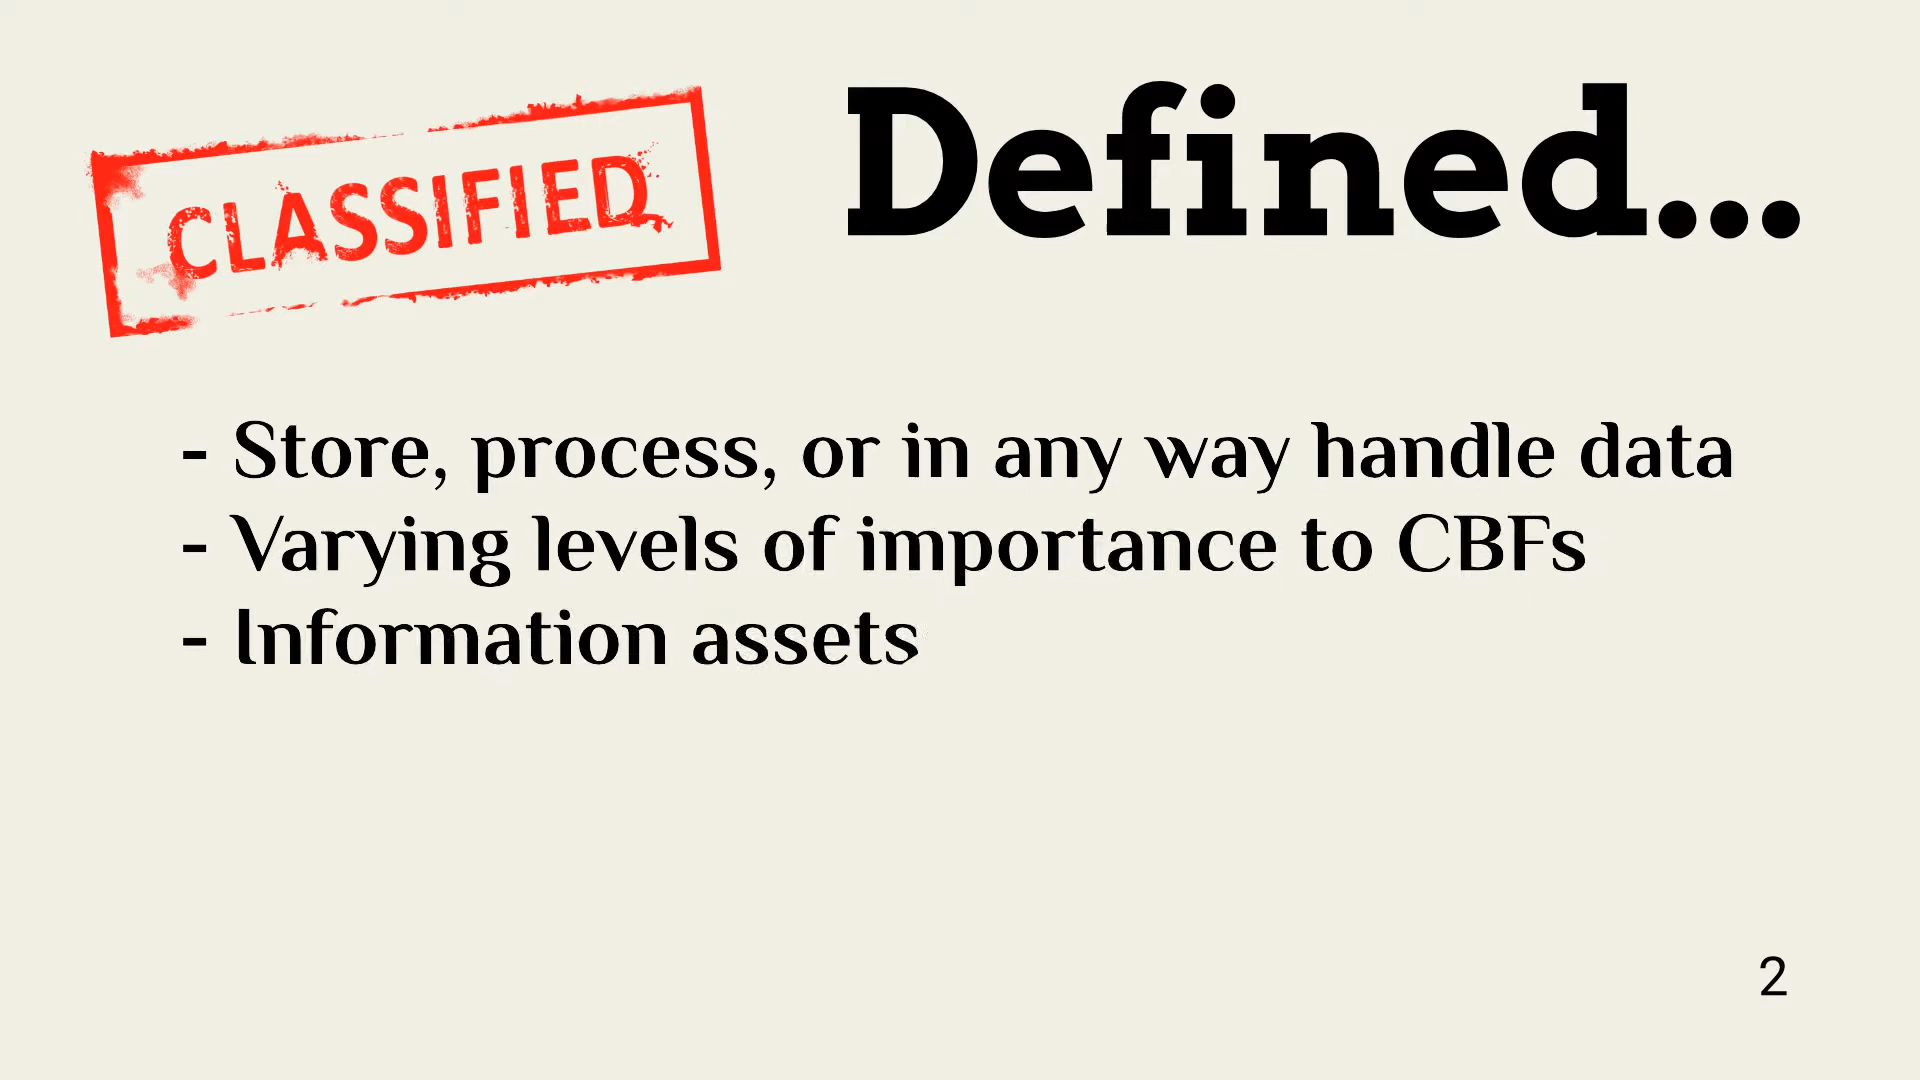 CLASSIFIED
Defined...
- Store, process, or in any way handle data
- Varying levels of importance to CBFs
- Information assets
2